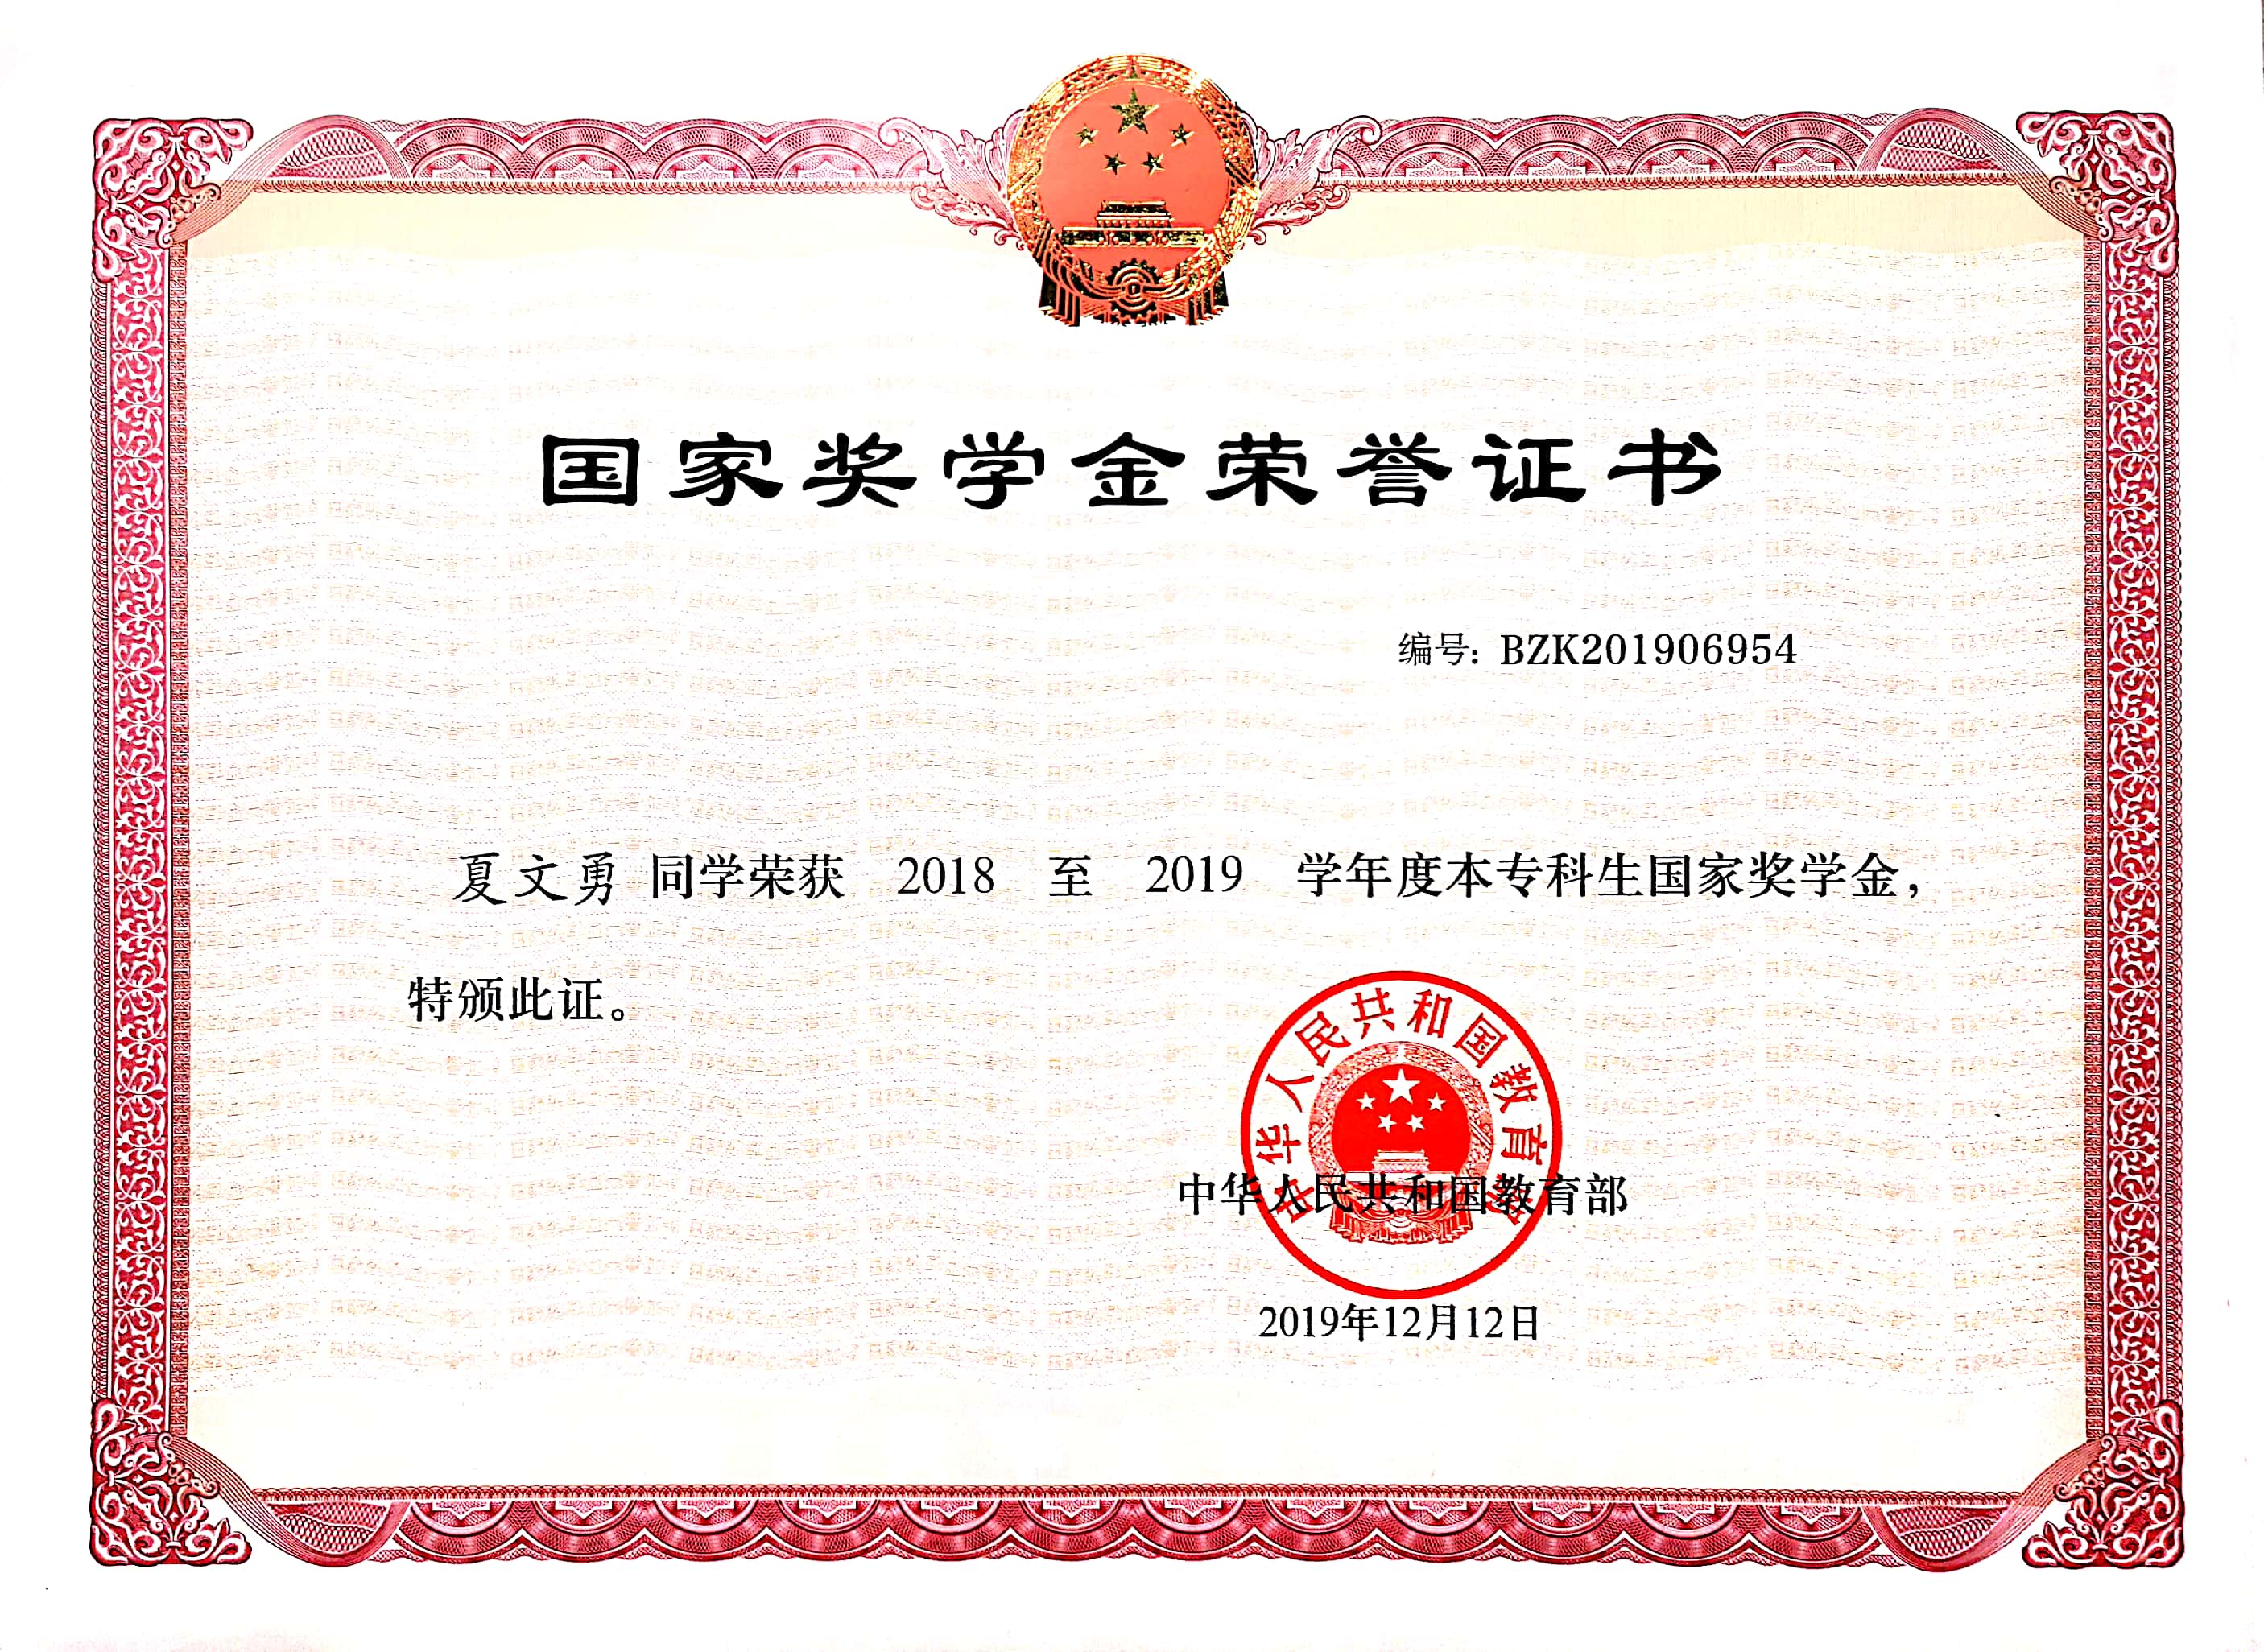 国家奖学金荣誉证书
编号: BZK201906954
夏文勇 同学荣获 2018 至 2019 学年度本专科生国家奖学金，
特颁此证。
中华人民共和国教育部
中华人民共和国教育部
2019年12月12日